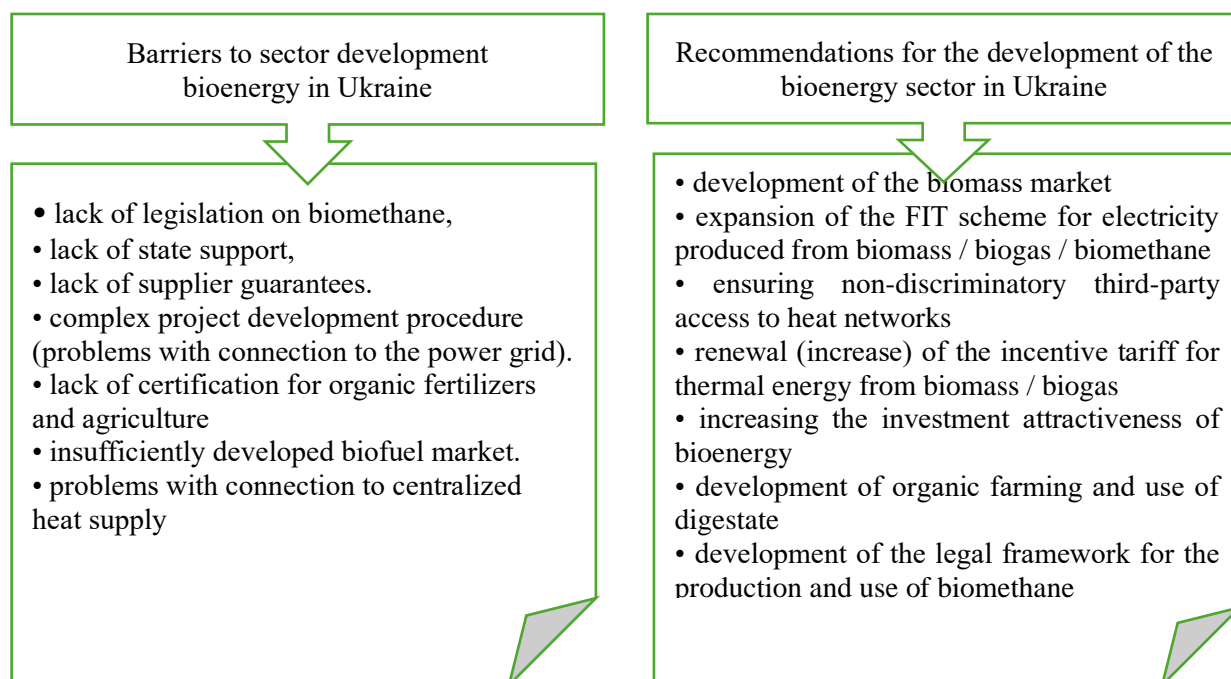 Barriers to sector development
bioenergy in Ukraine
• lack of legislation on biomethane,
• lack of state support,
• lack of supplier guarantees.
• complex project development procedure
(problems with connection to the power grid).
• lack of certification for organic fertilizers
and agriculture
• insufficiently developed biofuel market.
• problems with connection to centralized
heat supply
Recommendations for the development of the
bioenergy sector in Ukraine
• development of the biomass market
• expansion of the FIT scheme for electricity
produced from biomass / biogas / biomethane
• ensuring non-discriminatory third-party
access to heat networks
• renewal (increase) of the incentive tariff for
thermal energy from biomass / biogas
• increasing the investment attractiveness of
bioenergy
• development of organic farming and use of
digestate
• development of the legal framework for the
production and use of biomethane